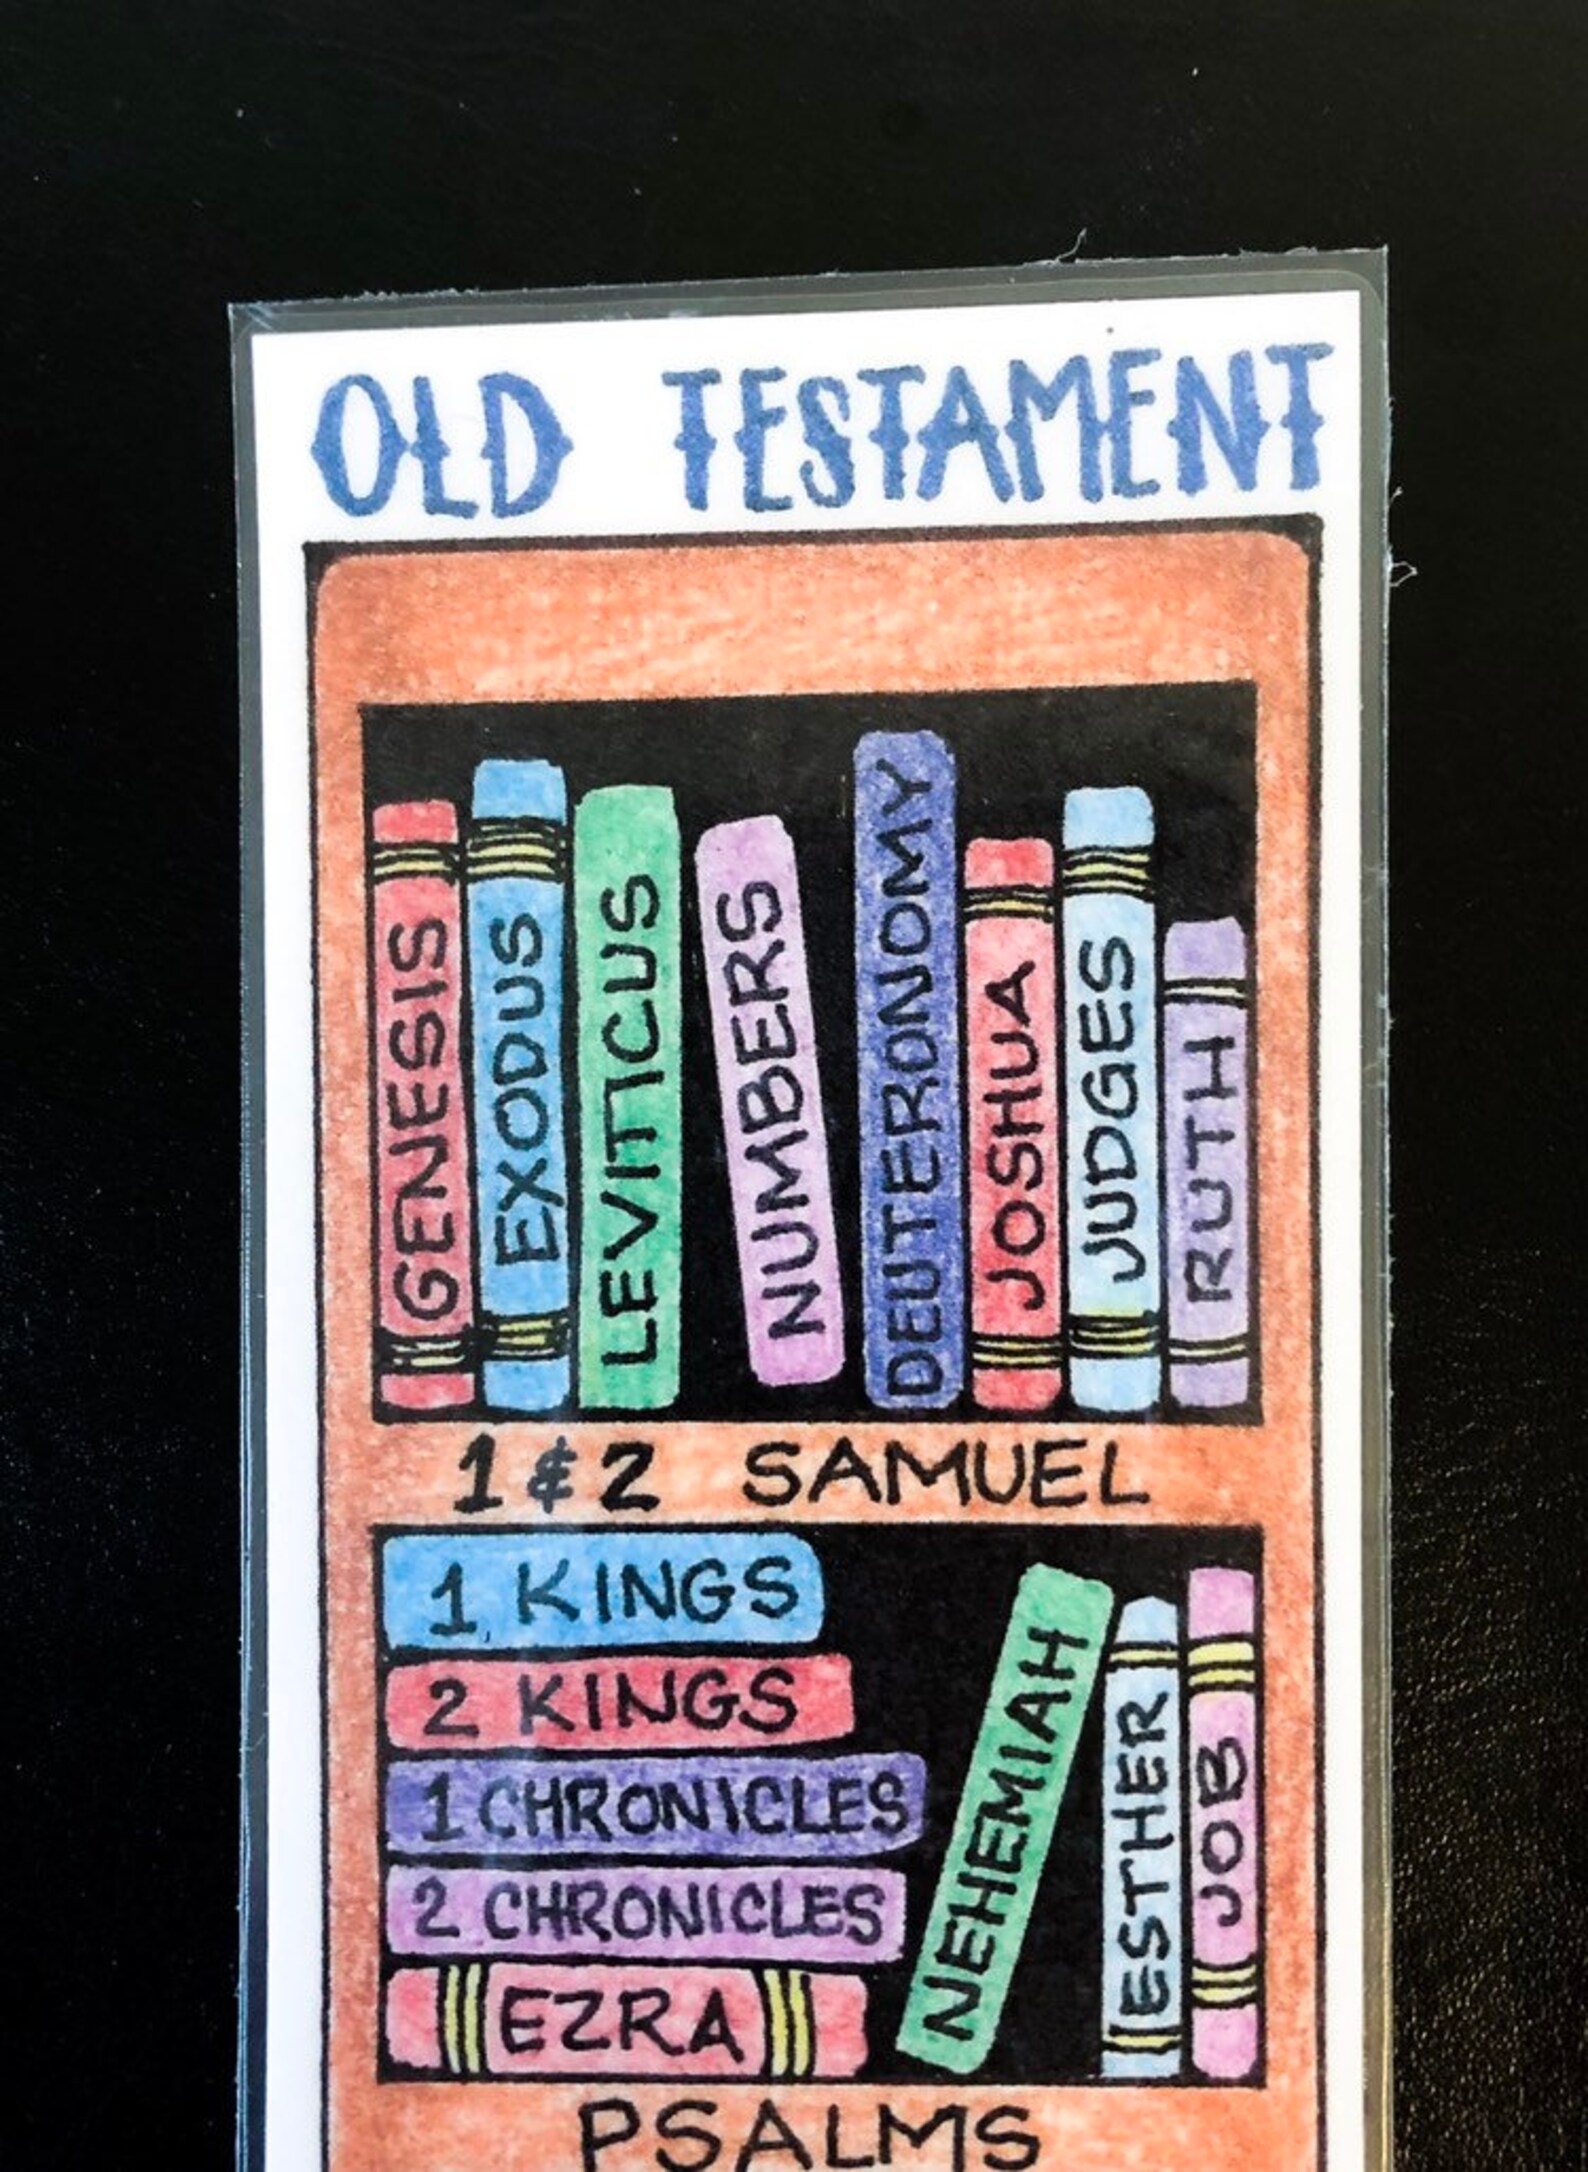 OLD TESTAMENT
GENESIS
EXODUS
LEVITICUS
NUMBERS
DEUTERONOMY
JOSHUA
JUDGES
RUTH
1 & 2 SAMUEL
1 KINGS
2 KINGS
1 CHRONICLES
2 CHRONICLES
EZRA
NEHEMIAH
ESTHER
JOB
PSALMS